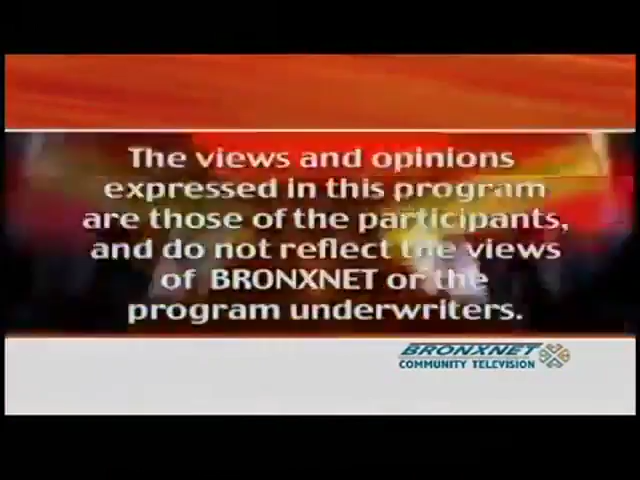 The views and opinions
expressed in this program
are those of the participants,
and do not reflect the views
of BRONXNET or the
program underwriters.
BRONXNET
COMMUNITY TELEVISION